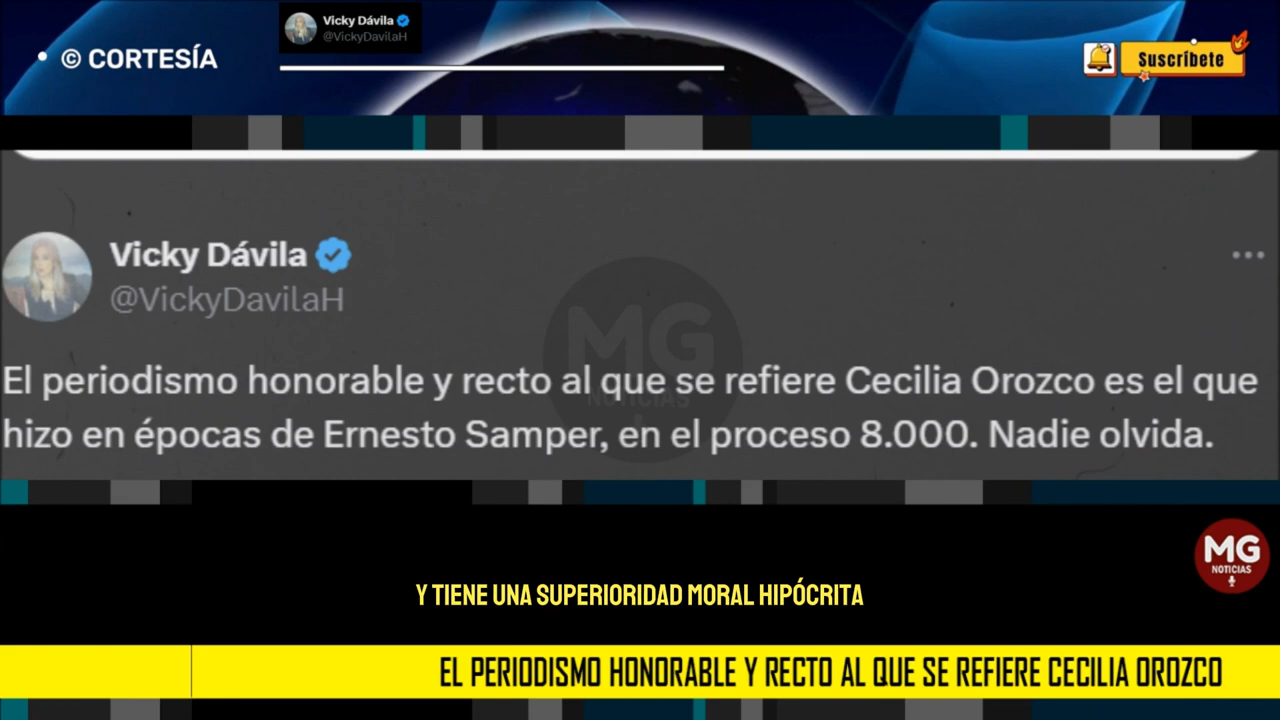 • © CORTESÍA
Vicky Dávila
@VickyDavilaH
Suscríbete
Vicky Dávila
@VickyDavilaH
El periodismo honorable y recto al que se refiere Cecilia Orozco es el que
hizo en épocas de Ernesto Samper, en el proceso 8.000. Nadie olvida.
MG
NOTICIAS
MG
NOTICIAS
Y TIENE UNA SUPERIORIDAD MORAL HIPÓCRITA
EL PERIODISMO HONORABLE Y RECTO AL QUE SE REFIERE CECILIA OROZCO